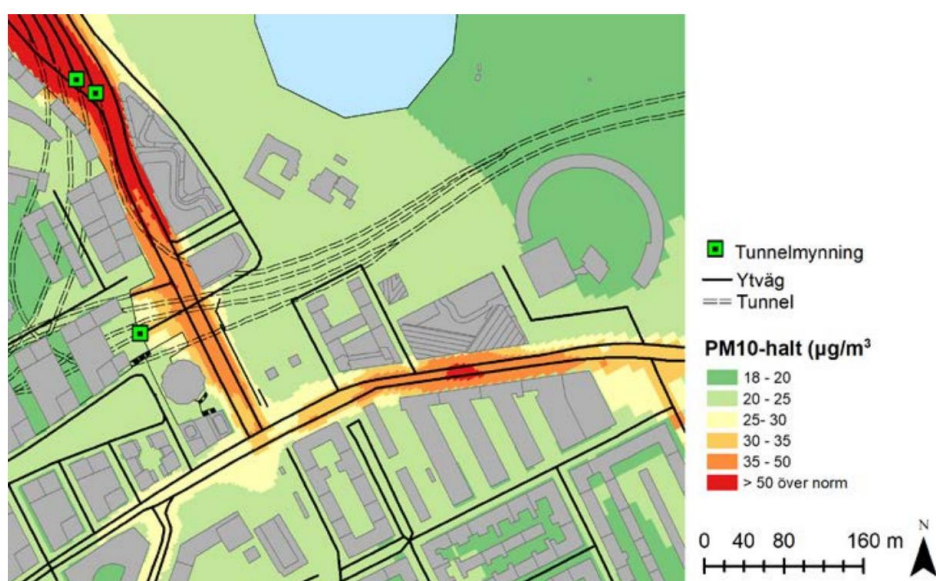 Tunnelmynning
Ytväg
Tunnel
PM10-halt (µg/m³
18 - 20
20 - 25
25- 30
30 - 35
35 - 50
> 50 över norm
N
0 40 80 160 m